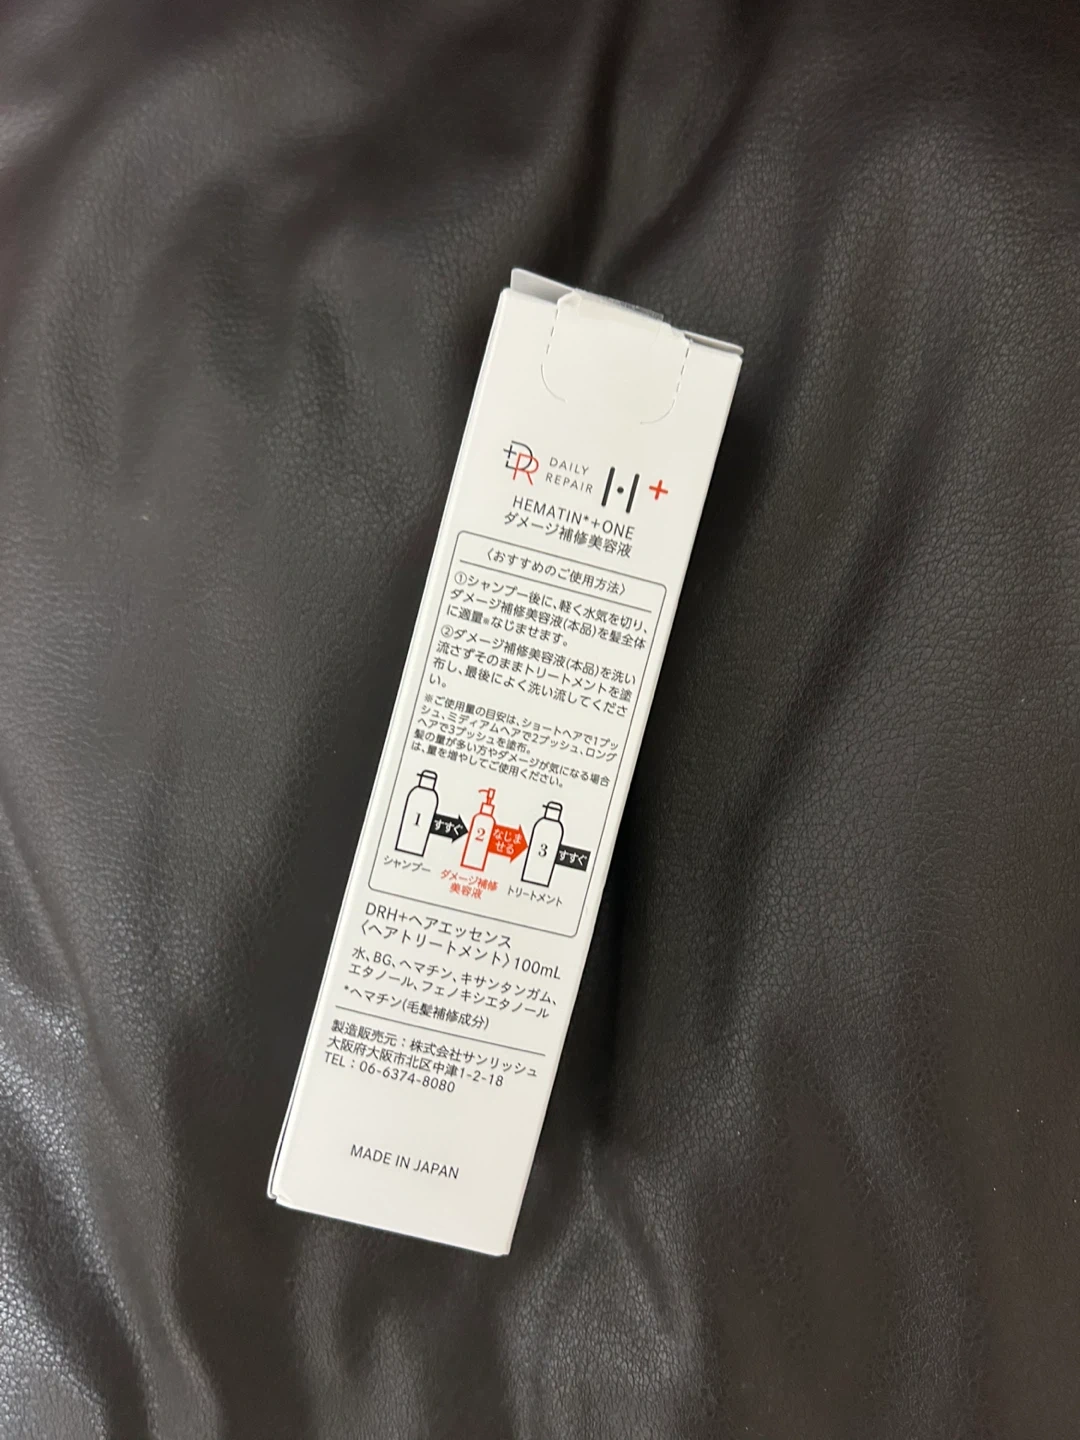 DR DAILY REPAIR H+
HEMATIN*+ONE
ダメージ補修美容液
〈おすすめのご使用方法〉
①シャンプー後に、軽く水気を切り、
ダメージ補修美容液(本品)を髪全体
に適量※なじませます。
②ダメージ補修美容液(本品)を洗い
流さずそのままトリートメントを塗
布し、最後によく洗い流してくださ
い。
※ご使用量の目安は、ショートヘアで1プッ
シュ、ミディアムヘアで2プッシュ、ロング
ヘアで3プッシュを塗布。
髪の量が多い方やダメージが気になる場合
は、量を増やしてご使用ください。
1 すすぐ 2 なじま
せる 3 すすぐ
シャンプー ダメージ補修
美容液 トリートメント
DRH+ヘアエッセンス
〈ヘアトリートメント〉100mL
水、BG、ヘマチン、キサンタンガム、
エタノール、フェノキシエタノール
*ヘマチン(毛髪補修成分)
製造販売元：株式会社サンリッシュ
大阪府大阪市北区中津1-2-18
TEL：06-6374-8080
MADE IN JAPAN